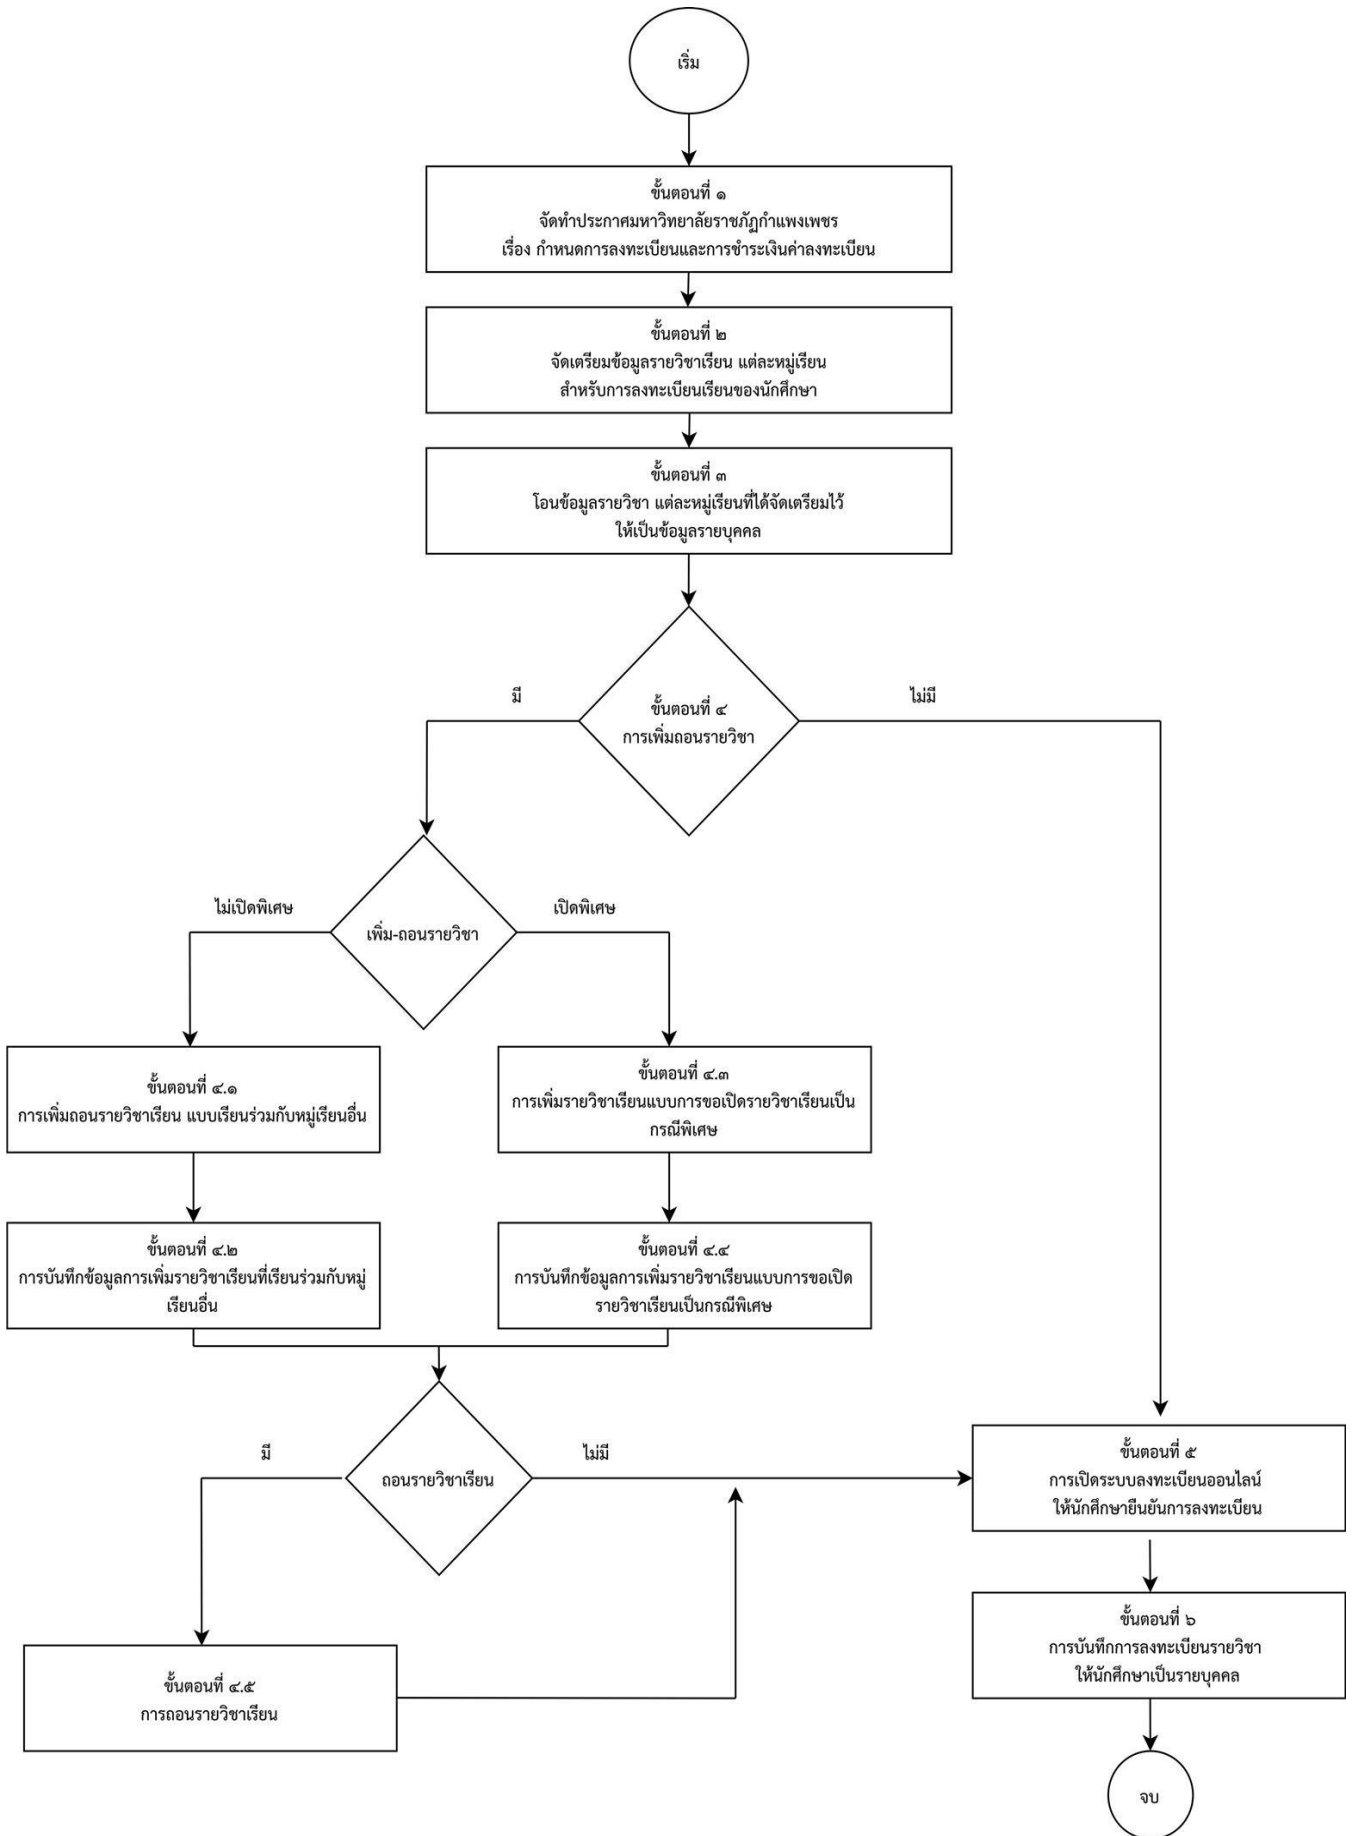 เริ่ม
ขั้นตอนที่ ๑
จัดทำประกาศมหาวิทยาลัยราชภัฏกำแพงเพชร
เรื่อง กำหนดการลงทะเบียนและการชำระเงินค่าลงทะเบียน
ขั้นตอนที่ ๒
จัดเตรียมข้อมูลรายวิชาเรียน แต่ละหมู่เรียน
สำหรับการลงทะเบียนเรียนของนักศึกษา
ขั้นตอนที่ ๓
โอนข้อมูลรายวิชา แต่ละหมู่เรียนที่ได้จัดเตรียมไว้
ให้เป็นข้อมูลรายบุคคล
มี
ไม่มี
ขั้นตอนที่ ๔
การเพิ่มถอนรายวิชา
ไม่เปิดพิเศษ
เปิดพิเศษ
เพิ่ม-ถอนรายวิชา
ขั้นตอนที่ ๔.๑
การเพิ่มถอนรายวิชาเรียน แบบเรียนร่วมกับหมู่เรียนอื่น
ขั้นตอนที่ ๔.๓
การเพิ่มรายวิชาเรียนแบบการขอเปิดรายวิชาเรียนเป็น
กรณีพิเศษ
ขั้นตอนที่ ๔.๒
การบันทึกข้อมูลการเพิ่มรายวิชาเรียนที่เรียนร่วมกับหมู่
เรียนอื่น
ขั้นตอนที่ ๔.๔
การบันทึกข้อมูลการเพิ่มรายวิชาเรียนแบบการขอเปิด
รายวิชาเรียนเป็นกรณีพิเศษ
มี
ไม่มี
ถอนรายวิชาเรียน
ขั้นตอนที่ ๕
การเปิดระบบลงทะเบียนออนไลน์
ให้นักศึกษายืนยันการลงทะเบียน
ขั้นตอนที่ ๖
การบันทึกการลงทะเบียนรายวิชา
ให้นักศึกษาเป็นรายบุคคล
ขั้นตอนที่ ๔.๕
การถอนรายวิชาเรียน
จบ